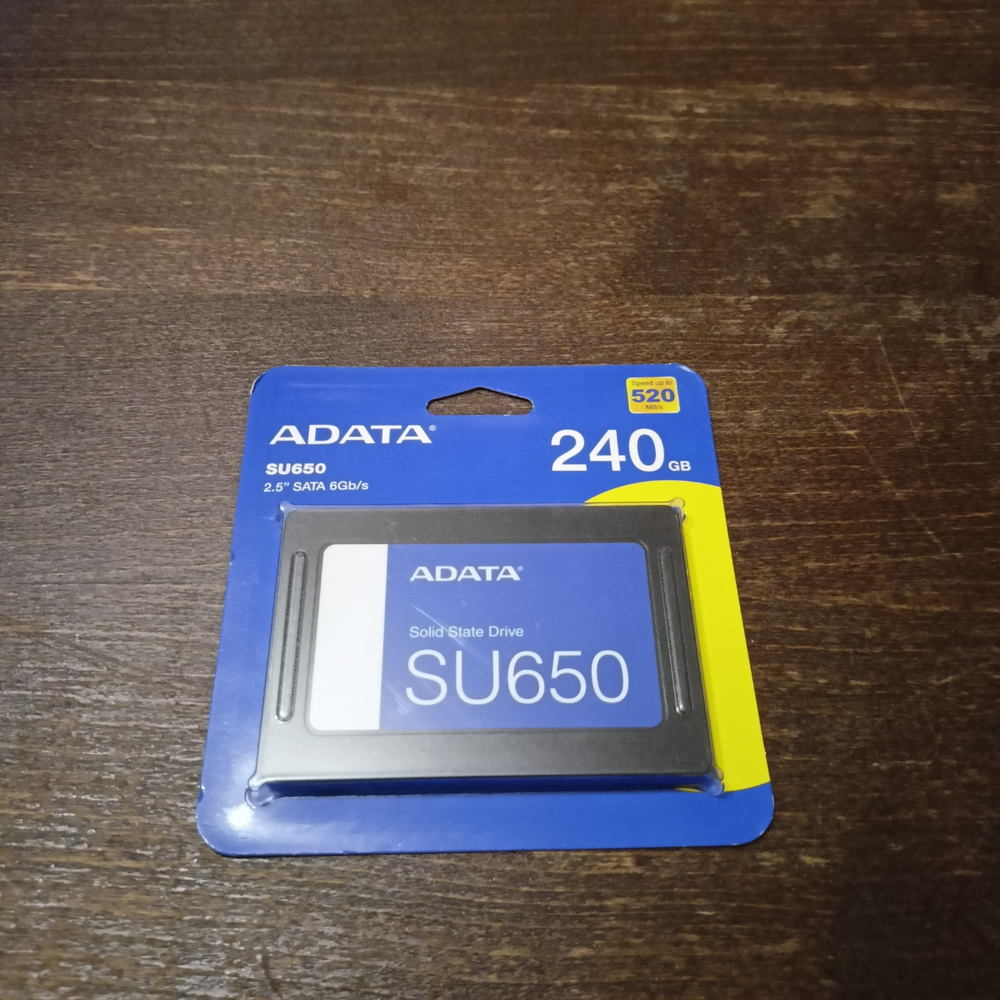 Speed up to
520
MB/s
ADATA®
240 GB
SU650
2.5" SATA 6Gb/s
ADATA®
Solid State Drive
SU650